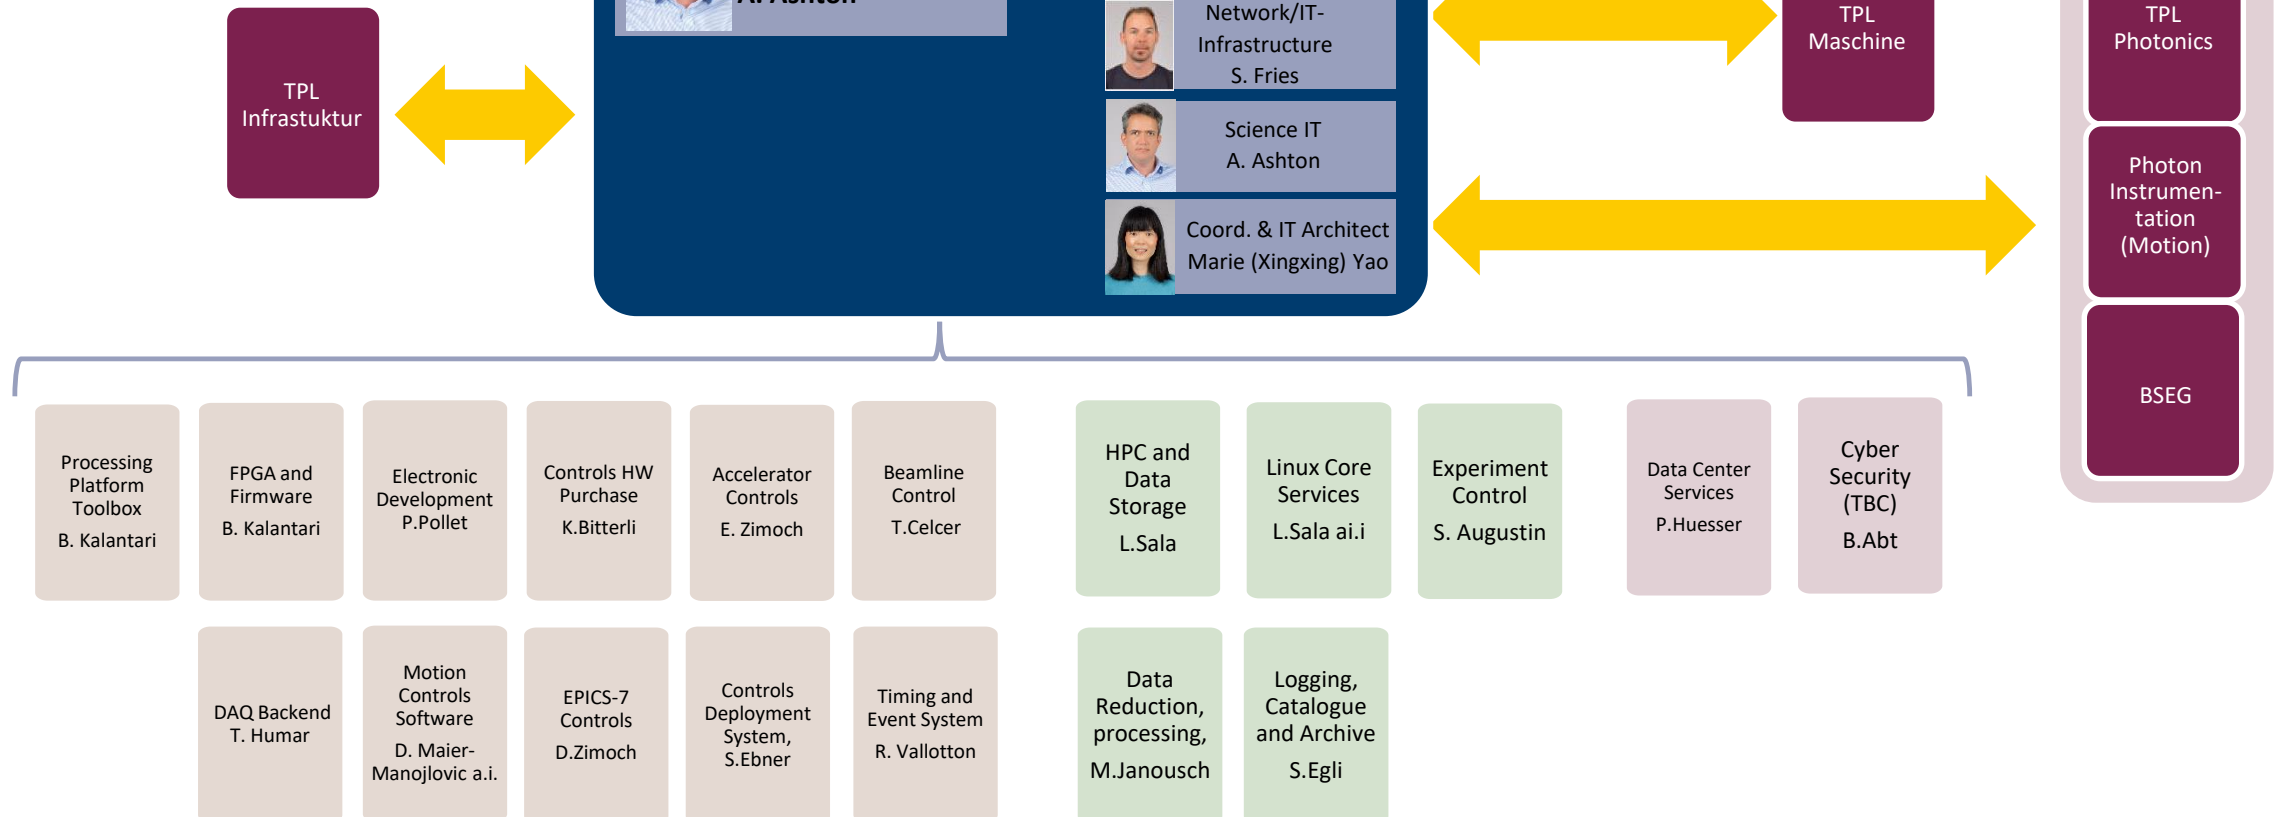 A. Ashton
Network/IT-
Infrastructure
S. Fries
Science IT
A. Ashton
Coord. & IT Architect
Marie (Xingxing) Yao
TPL
Infrastuktur
TPL
Maschine
TPL
Photonics
Photon
Instrumen-
tation
(Motion)
BSEG
Processing
Platform
Toolbox
B. Kalantari
FPGA and
Firmware
B. Kalantari
Electronic
Development
P.Pollet
Controls HW
Purchase
K.Bitterli
Accelerator
Controls
E. Zimoch
Beamline
Control
T.Celcer
HPC and
Data
Storage
L.Sala
Linux Core
Services
L.Sala ai.i
Experiment
Control
S. Augustin
Data Center
Services
P.Huesser
Cyber
Security
(TBC)
B.Abt
DAQ Backend
T. Humar
Motion
Controls
Software
D. Maier-
Manojlovic a.i.
EPICS-7
Controls
D.Zimoch
Controls
Deployment
System,
S.Ebner
Timing and
Event System
R. Vallotton
Data
Reduction,
processing,
M.Janousch
Logging,
Catalogue
and Archive
S.Egli